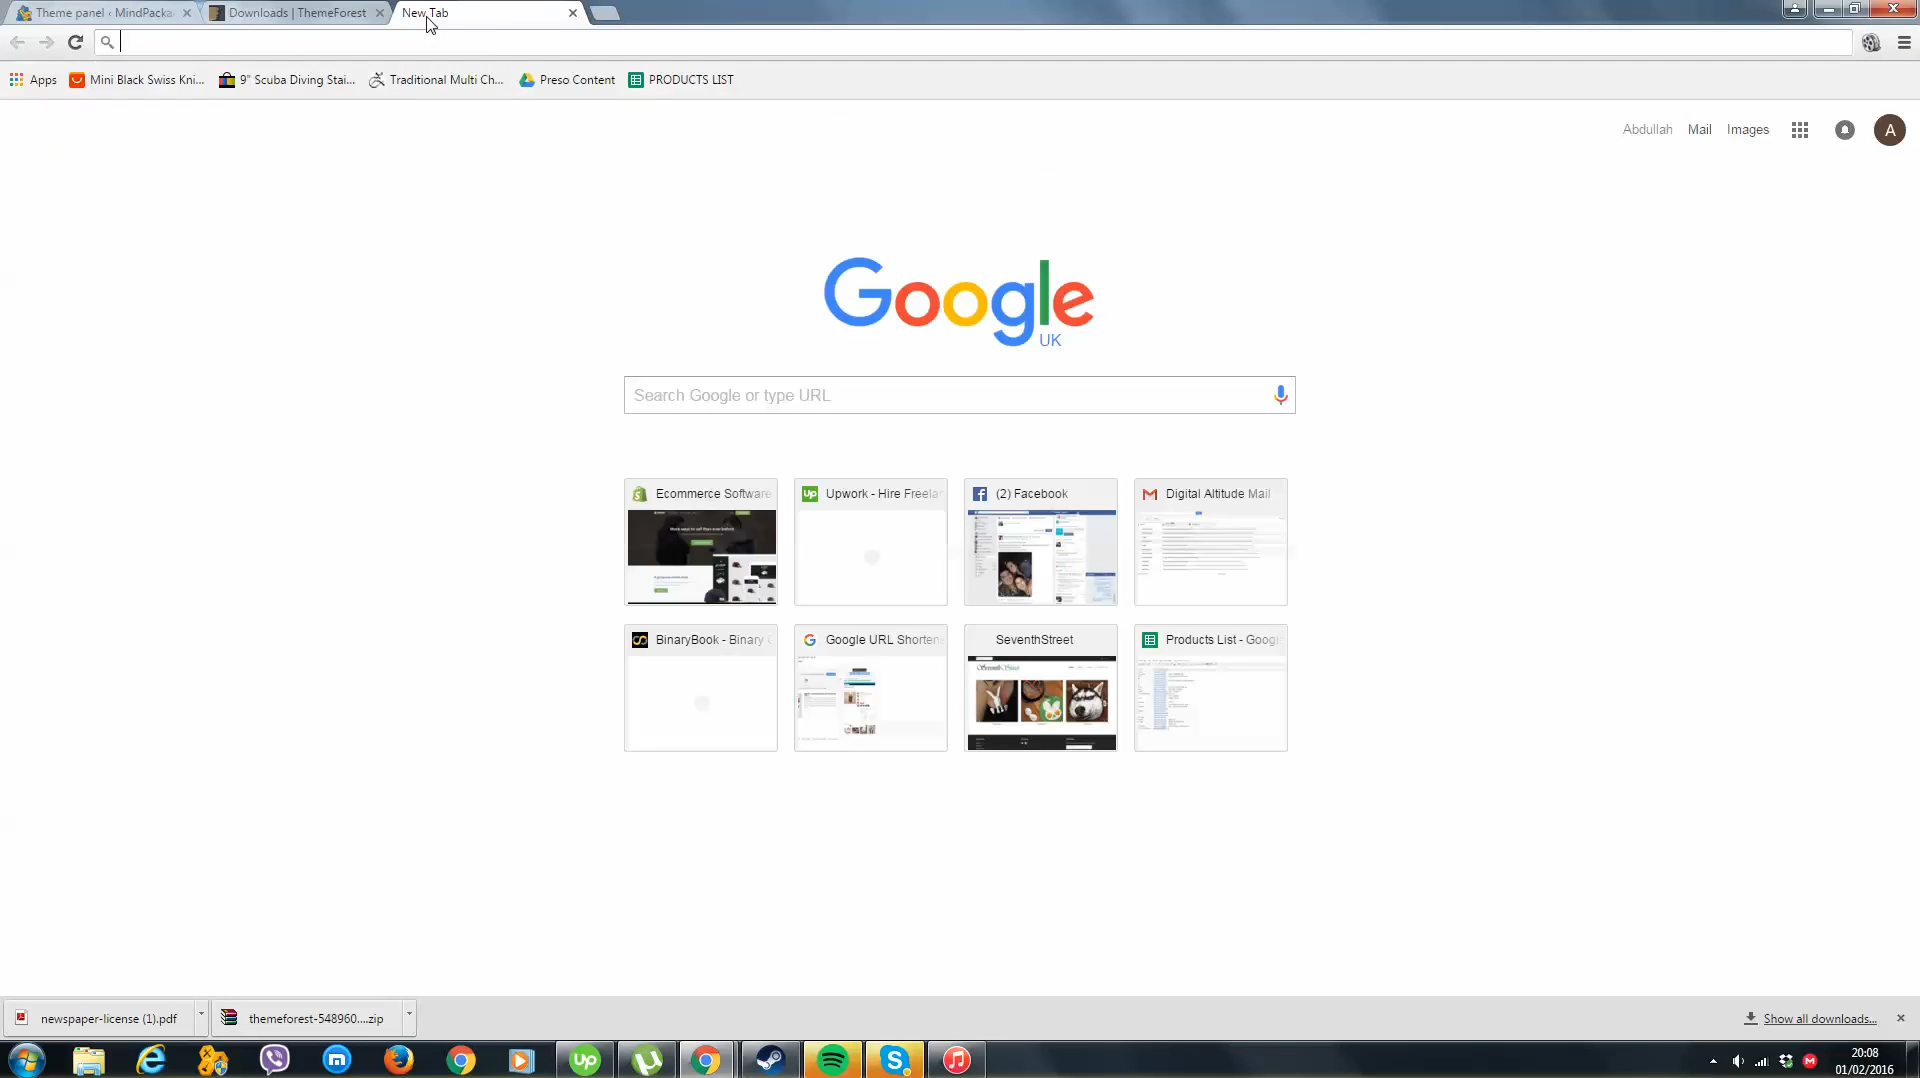 Theme panel ‹ MindPacka
Downloads | ThemeForest
New Tab
Apps
Mini Black Swiss Kni...
9" Scuba Diving Stai...
Traditional Multi Ch...
Preso Content
PRODUCTS LIST
Abdullah
Mail
Images
A
Google
UK
Search Google or type URL
Ecommerce Software
Upwork - Hire Freelan
(2) Facebook
Digital Altitude Mail
BinaryBook - Binary
Google URL Shorten
SeventhStreet
Products List - Googl
newspaper-license (1).pdf
themeforest-548960....zip
Show all downloads...
20:08
01/02/2016